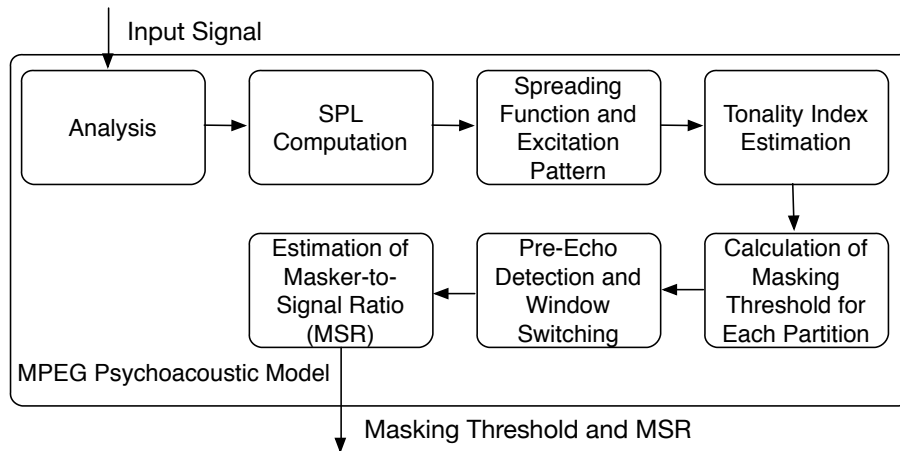 Input Signal
Analysis
SPL
Computation
Spreading
Function and
Excitation
Pattern
Tonality Index
Estimation
Calculation of
Masking
Threshold for
Each Partition
Pre-Echo
Detection and
Window
Switching
Estimation of
Masker-to-
Signal Ratio
(MSR)
MPEG Psychoacoustic Model
Masking Threshold and MSR